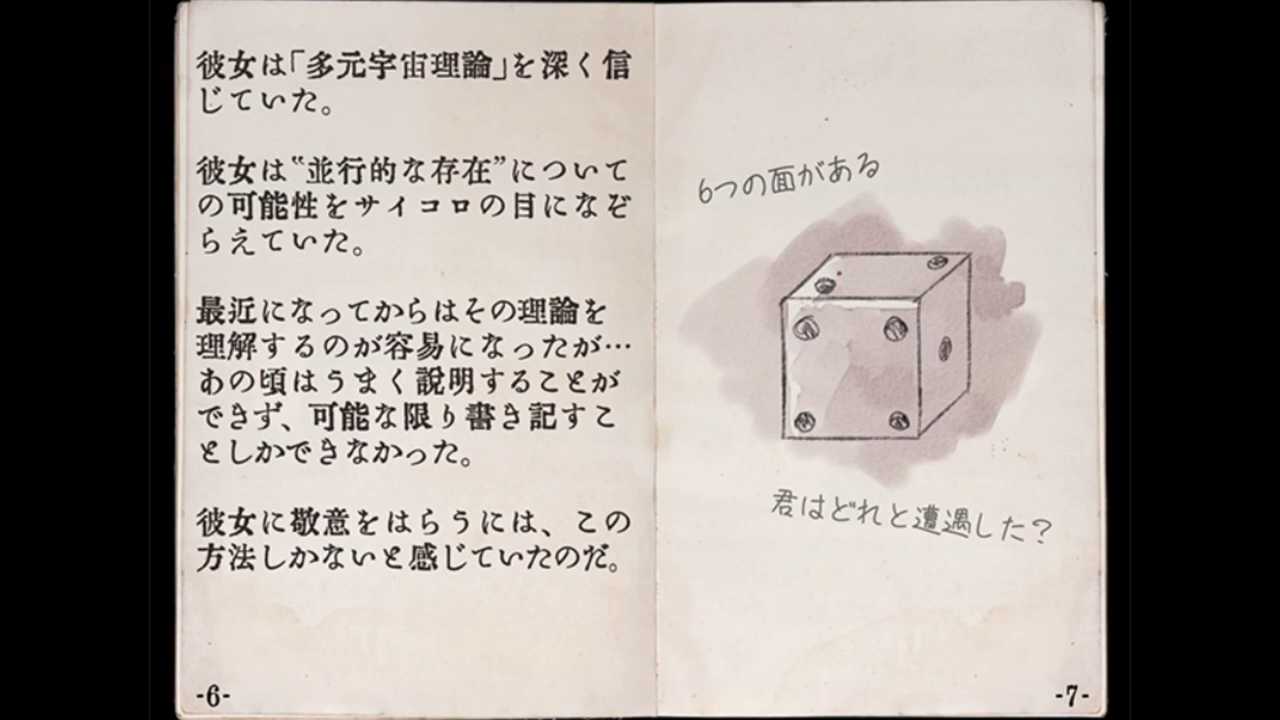 彼女は「多元宇宙理論」を深く信
じていた。
彼女は“並行的な存在”について
の可能性をサイコロの目になぞ
らえていた。
最近になってからはその理論を
理解するのが容易になったが…
あの頃はうまく説明することが
できず、可能な限り書き記すこ
としかできなかった。
彼女に敬意をはらうには、この
方法しかないと感じていたのだ。
-6-
6つの面がある
君はどれと遭遇した？
-7-